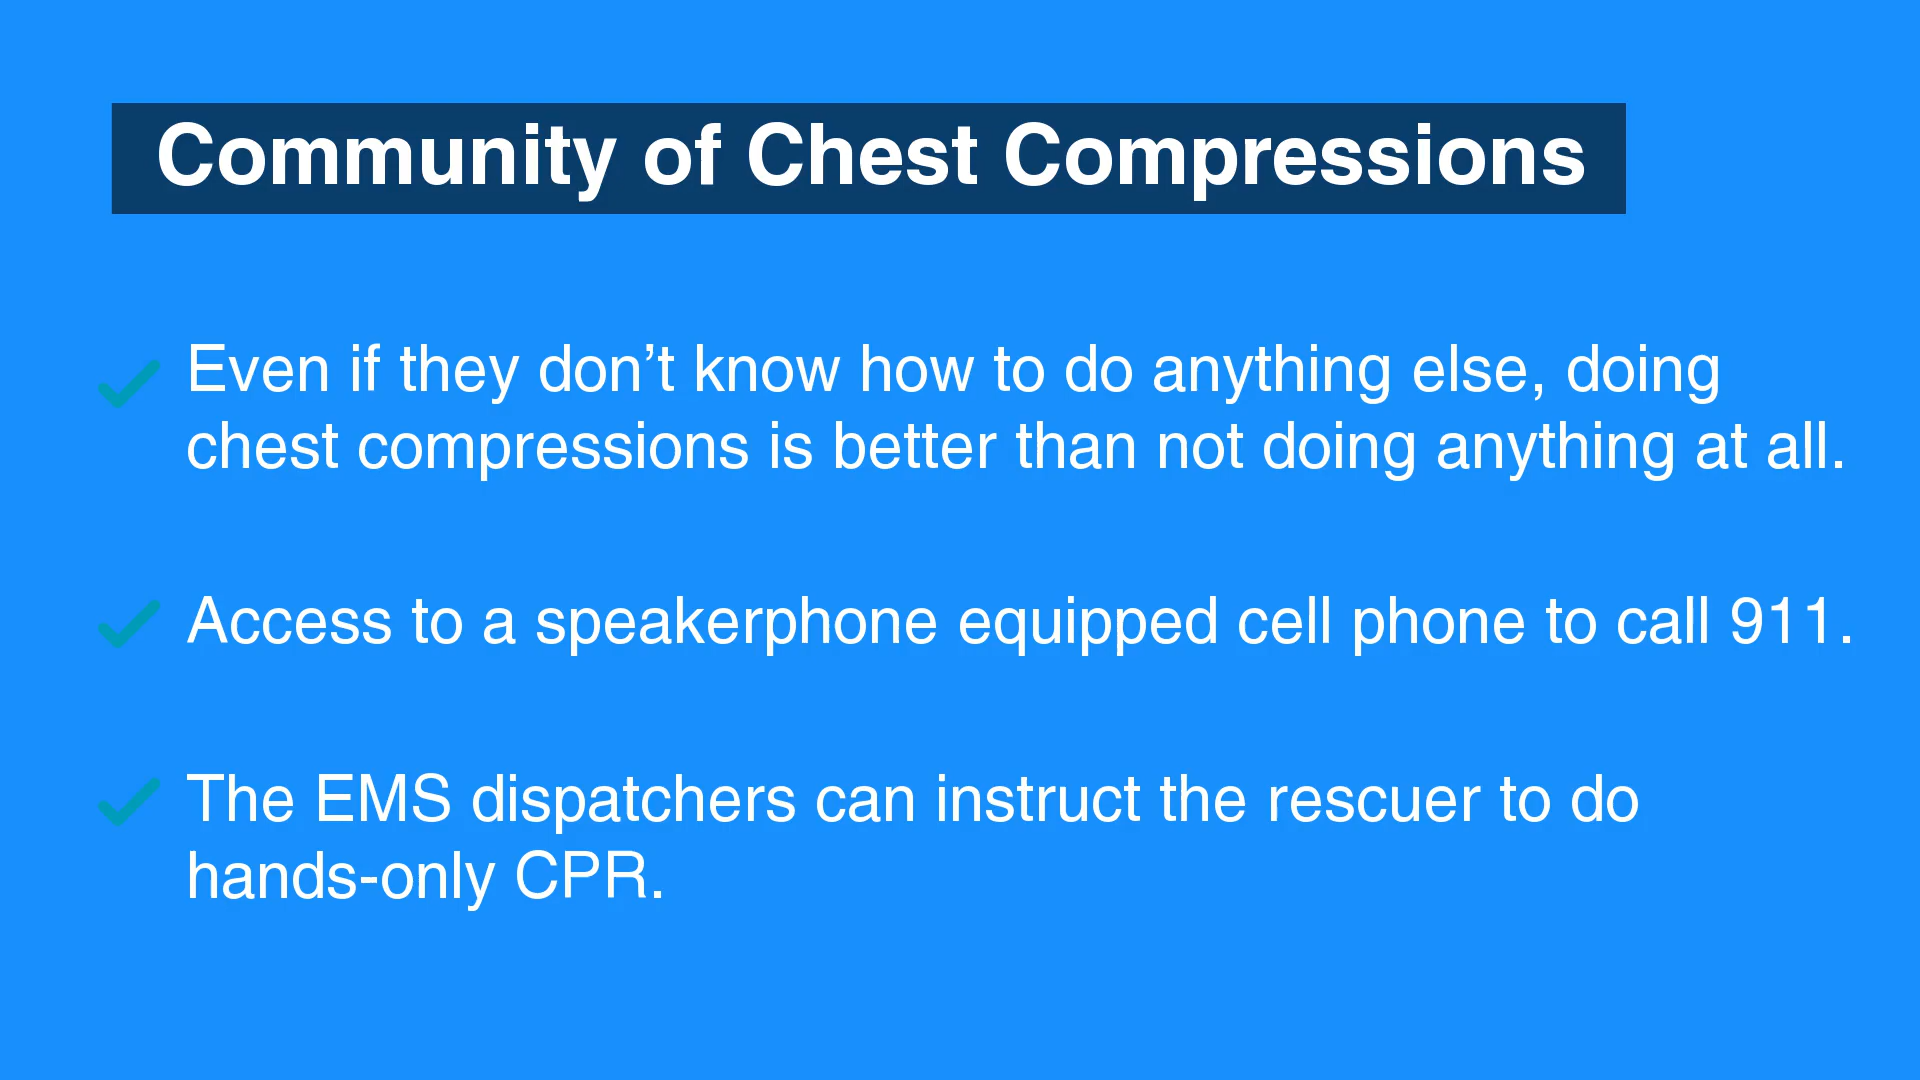 Community of Chest Compressions
Even if they don’t know how to do anything else, doing
chest compressions is better than not doing anything at all.
Access to a speakerphone equipped cell phone to call 911.
The EMS dispatchers can instruct the rescuer to do
hands-only CPR.